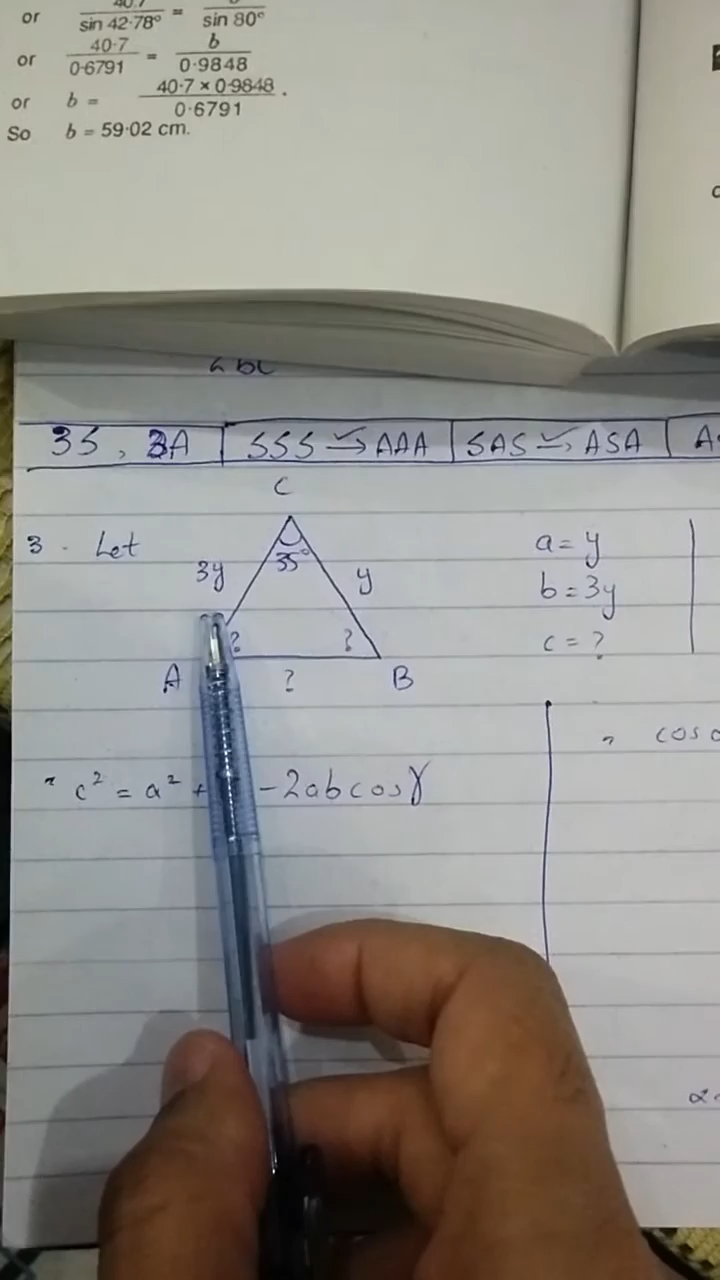 or 40·7 / sin 42·78° = / sin 80°
or 40·7 / 0·6791 = b / 0·9848
or b = 40·7 × 0·9848 / 0·6791 .
So b = 59·02 cm.
2bc
3S , 3A | SSS → AAA | SAS → ASA | A
C
3. Let 3y 35° y a = y
b = 3y
? ? c = ?
A ? B
cos
" c² = a² + - 2ab cos γ
α